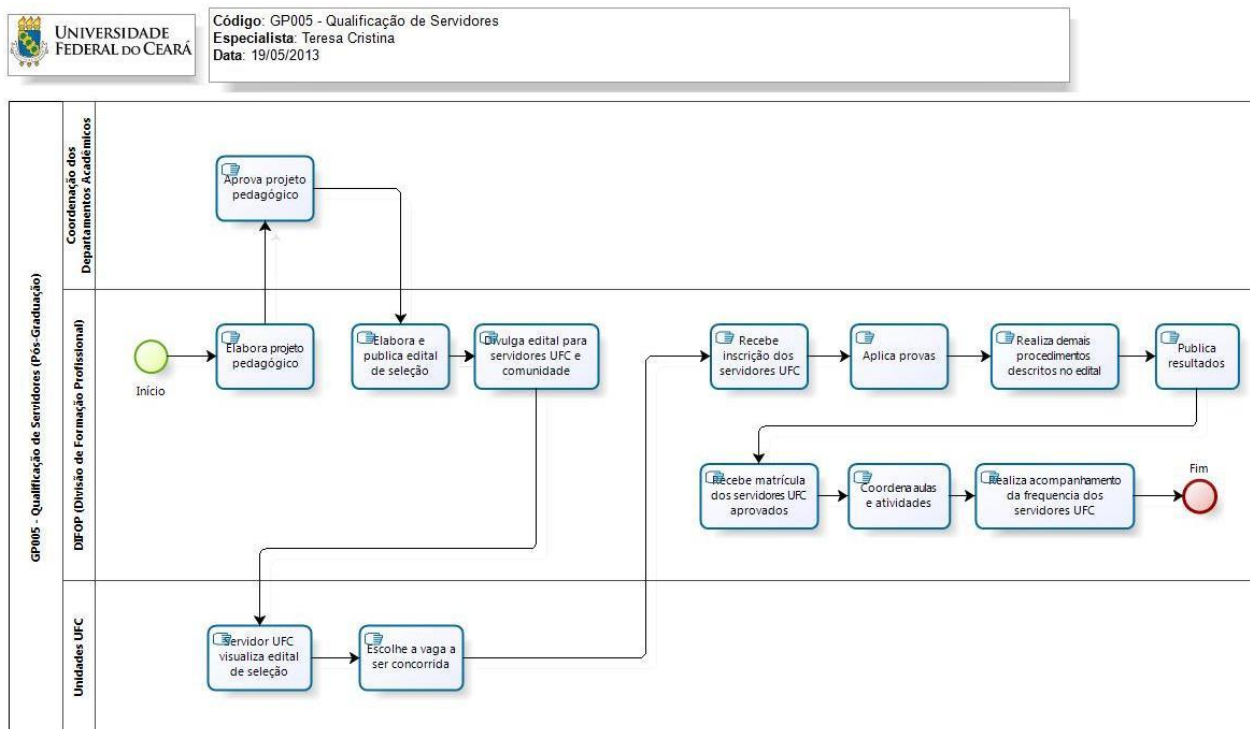 UNIVERSIDADE
FEDERAL DO CEARÁ
Código: GP005 - Qualificação de Servidores
Especialista: Teresa Cristina
Data: 19/05/2013
GP005 - Qualificação de Servidores (Pós-Graduação)
Coordenação dos
Departamentos Acadêmicos
Aprova projeto
pedagógico
DIFOP (Divisão de Formação Profissional)
Início
Elabora projeto
pedagógico
Elabora e
publica edital
de seleção
Divulga edital para
servidores UFC e
comunidade
Recebe
inscrição dos
servidores UFC
Aplica provas
Realiza demais
procedimentos
descritos no edital
Publica
resultados
Recebe matrícula
dos servidores UFC
aprovados
Coordena aulas
e atividades
Realiza acompanhamento
da frequencia dos
servidores UFC
Fim
Unidades UFC
Servidor UFC
visualiza edital
de seleção
Escolhe a vaga a
ser concorrida